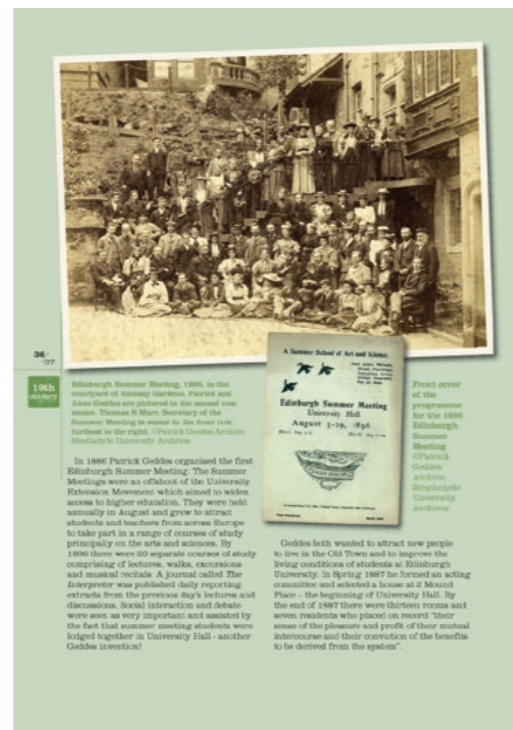 36/
'37
19th
century
Edinburgh Summer Meeting, 1896, in the
courtyard of Ramsay Gardens. Patrick and
Anne Geddes are pictured in the second row,
centre. Thomas R Marr, Secretary of the
Summer Meeting is seated in the front row,
furthest to the right. ©Patrick Geddes Archive,
Strathclyde University Archives
In 1886 Patrick Geddes organised the first
Edinburgh Summer Meeting. The Summer
Meetings were an offshoot of the University
Extension Movement which aimed to widen
access to higher education. They were held
annually in August and grew to attract
students and teachers from across Europe
to take part in a range of courses of study
principally on the arts and sciences. By
1896 there were 20 separate courses of study
comprising of lectures, walks, excursions
and musical recitals. A journal called The
Interpreter was published daily reporting
extracts from the previous day's lectures and
discussions. Social interaction and debate
were seen as very important and assisted by
the fact that summer meeting students were
lodged together in University Hall - another
Geddes invention!
A Summer School of Art and Science.
Edinburgh Summer Meeting
University Hall
August 3-29, 1896
Front cover
of the
programme
for the 1896
Edinburgh
Summer
Meeting
©Patrick
Geddes
Archive,
Strathclyde
University
Archives
Geddes both wanted to attract new people
to live in the Old Town and to improve the
living conditions of students at Edinburgh
University. In Spring 1887 he formed an acting
committee and selected a house at 2 Mound
Place – the beginning of University Hall. By
the end of 1887 there were thirteen rooms and
seven residents who placed on record "their
sense of the pleasure and profit of their mutual
intercourse and their conviction of the benefits
to be derived from the system".